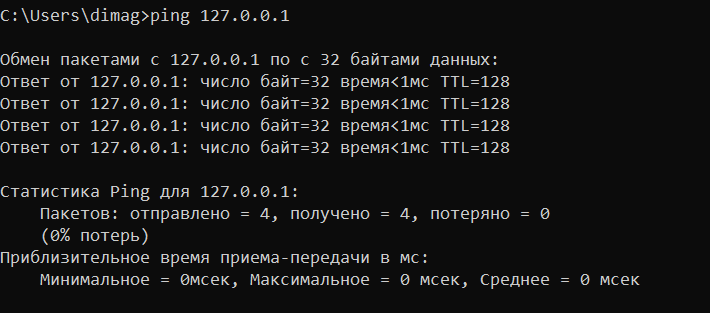 C:\Users\dimag>ping 127.0.0.1
Обмен пакетами с 127.0.0.1 по с 32 байтами данных:
Ответ от 127.0.0.1: число байт=32 время<1мс TTL=128
Ответ от 127.0.0.1: число байт=32 время<1мс TTL=128
Ответ от 127.0.0.1: число байт=32 время<1мс TTL=128
Ответ от 127.0.0.1: число байт=32 время<1мс TTL=128
Статистика Ping для 127.0.0.1:
Пакетов: отправлено = 4, получено = 4, потеряно = 0
(0% потерь)
Приблизительное время приема-передачи в мс:
Минимальное = 0мсек, Максимальное = 0 мсек, Среднее = 0 мсек